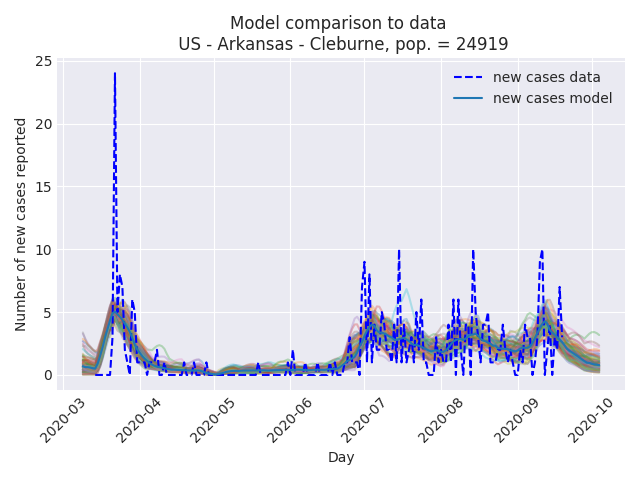 Model comparison to data
US - Arkansas - Cleburne, pop. = 24919
new cases data
new cases model
Number of new cases reported
25
20
15
10
5
0
2020-03
2020-04
2020-05
2020-06
2020-07
2020-08
2020-09
2020-10
Day